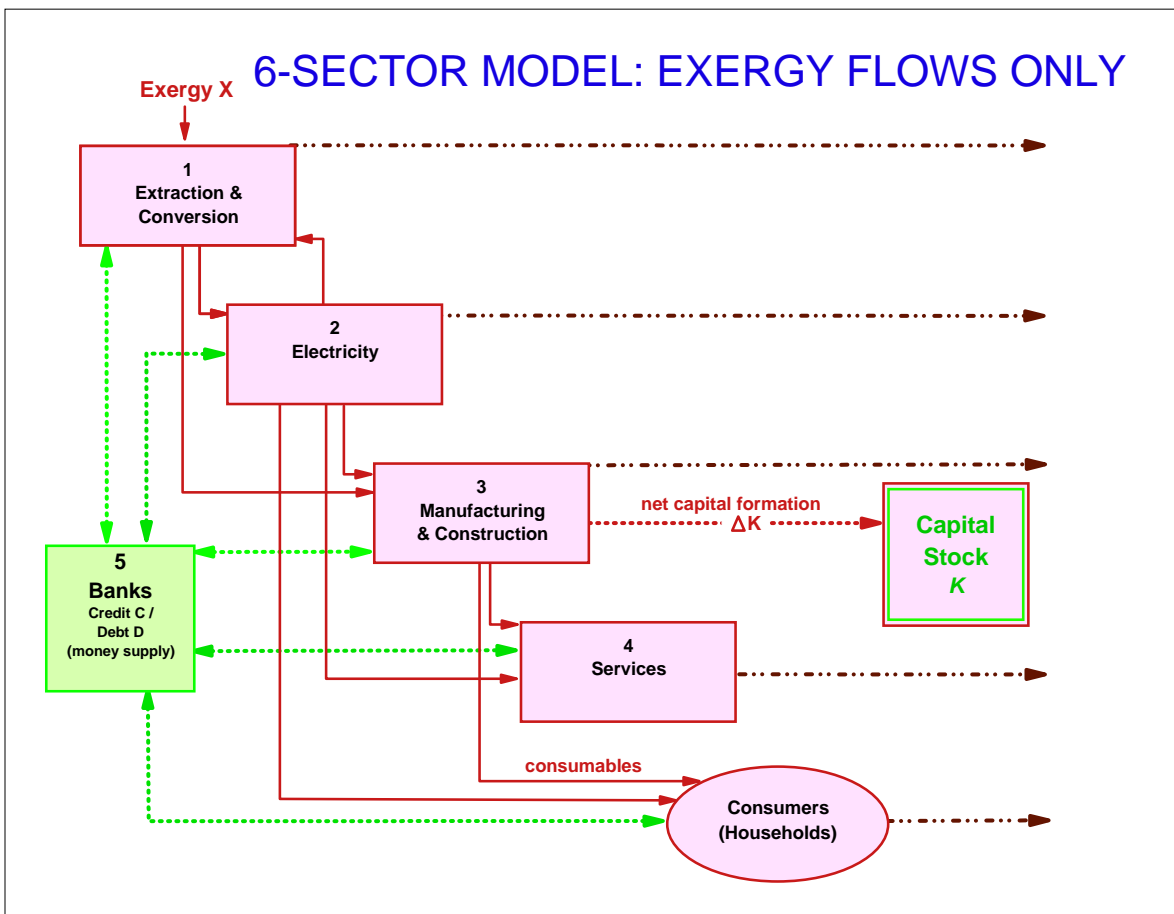 6-SECTOR MODEL: EXERGY FLOWS ONLY
Exergy X
1
Extraction &
Conversion
2
Electricity
3
Manufacturing
& Construction
net capital formation
ΔK
Capital
Stock
K
5
Banks
Credit C /
Debt D
(money supply)
4
Services
consumables
Consumers
(Households)